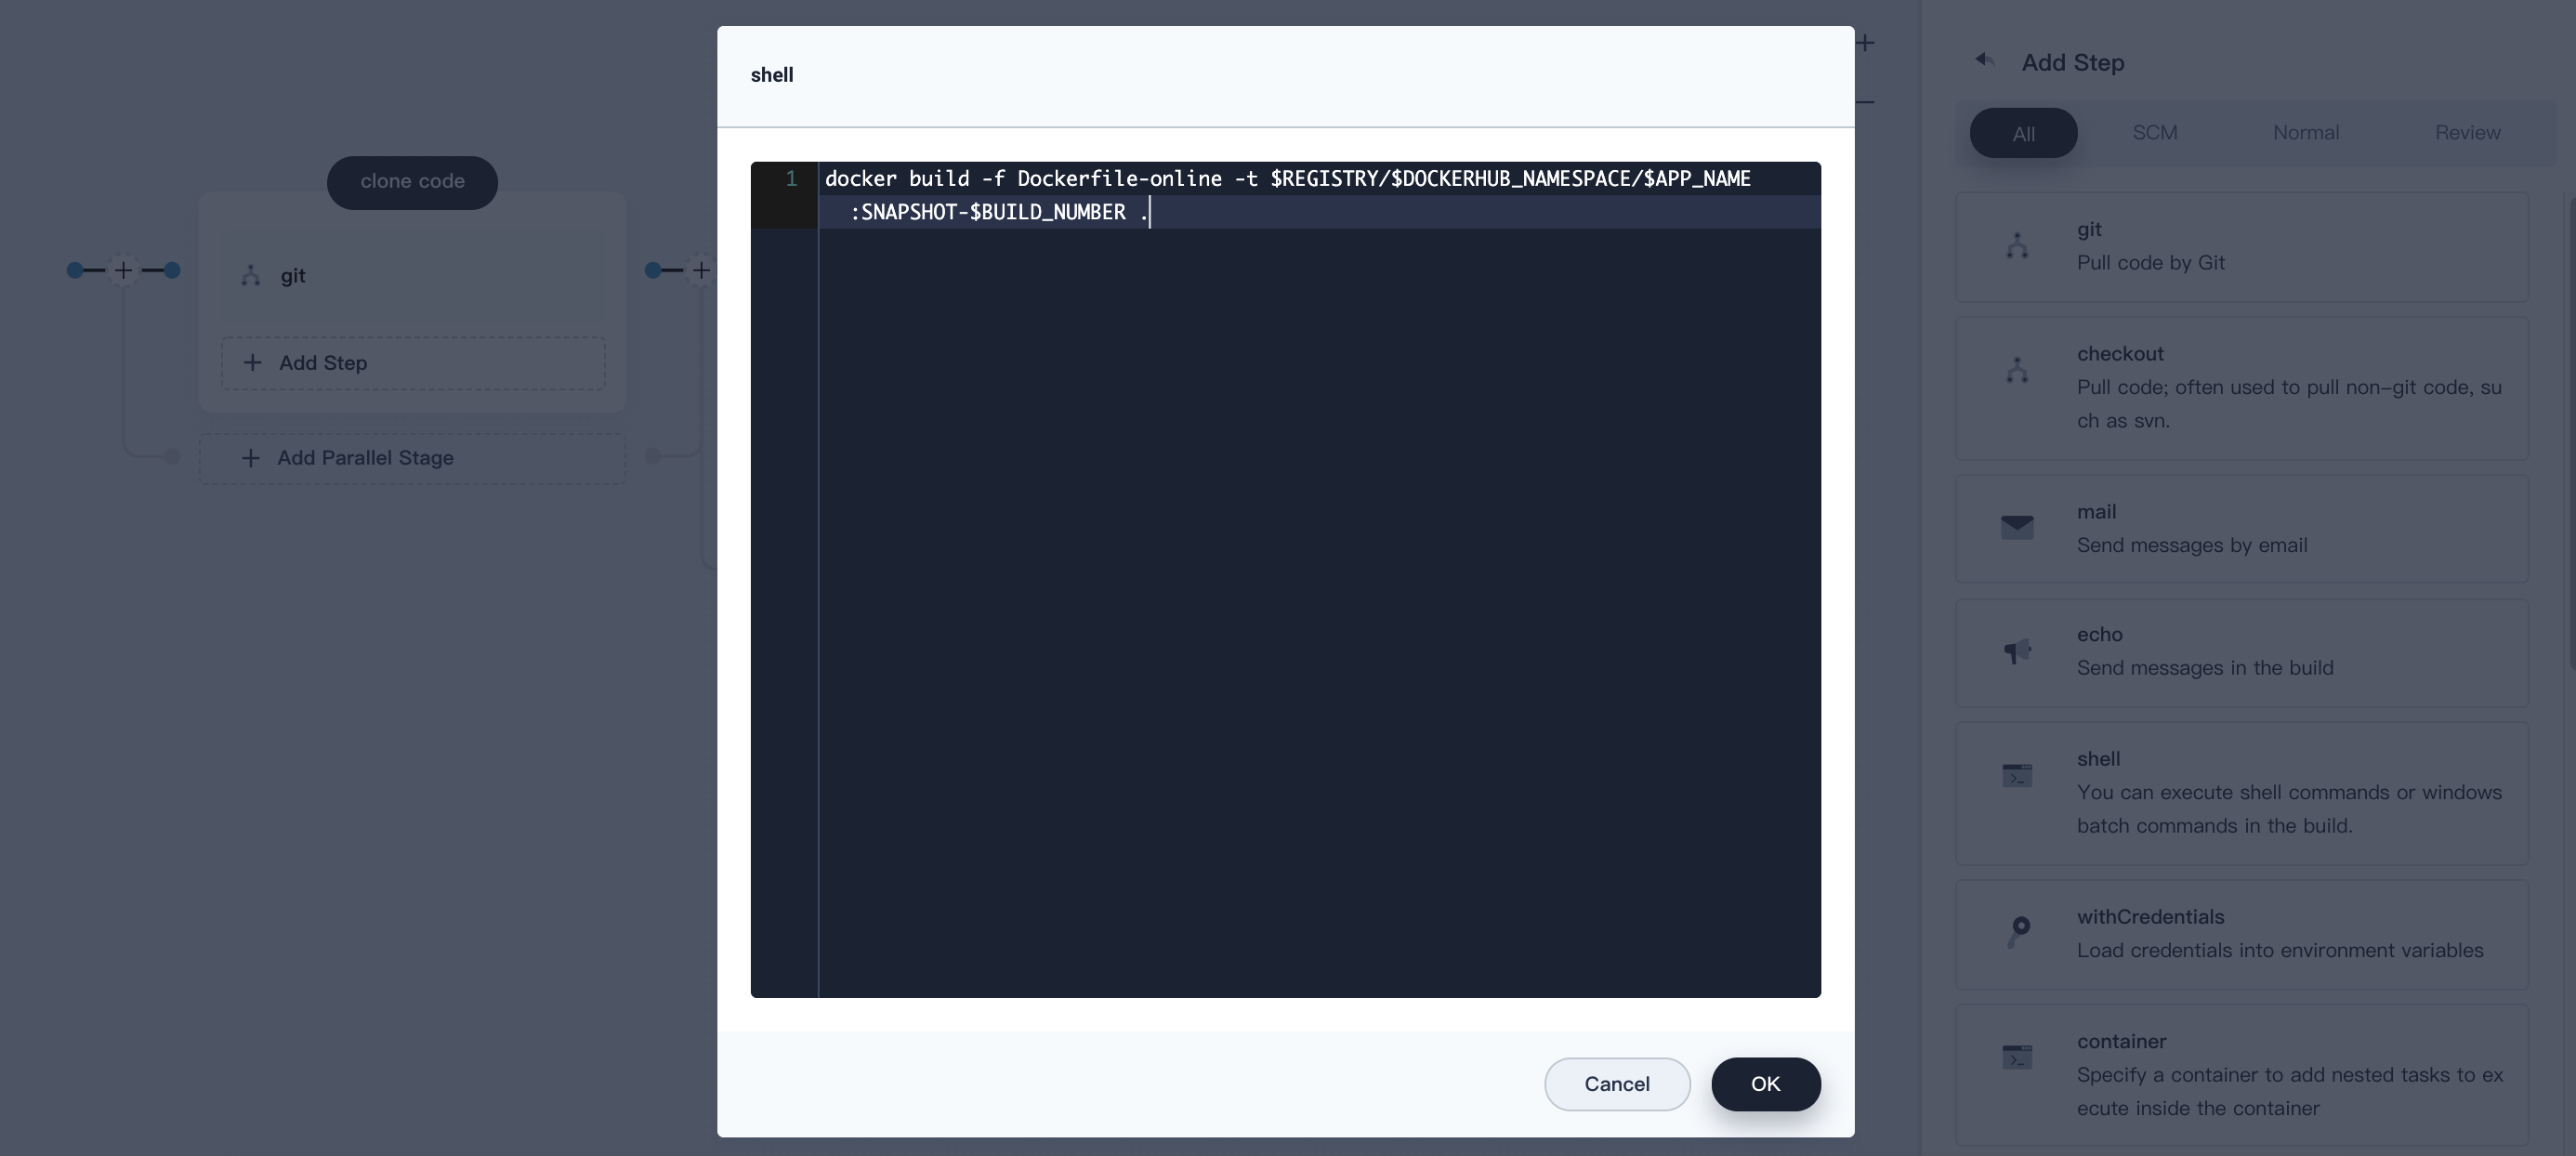 clone code
git
Add Step
Add Parallel Stage
shell
1
docker build -f Dockerfile-online -t $REGISTRY/$DOCKERHUB_NAMESPACE/$APP_NAME
:SNAPSHOT-$BUILD_NUMBER .
Cancel
OK
Add Step
All
SCM
Normal
Review
git
Pull code by Git
checkout
Pull code; often used to pull non-git code, su
ch as svn.
mail
Send messages by email
echo
Send messages in the build
shell
You can execute shell commands or windows
batch commands in the build.
withCredentials
Load credentials into environment variables
container
Specify a container to add nested tasks to ex
ecute inside the container